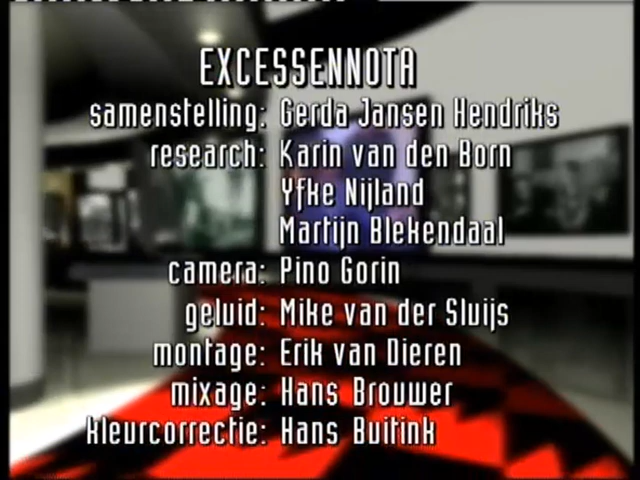 EXCESSENNOTA
samenstelling: Gerda Jansen Hendriks
research: Karin van den Born
Yfke Nijland
Martijn Blekendaal
camera: Pino Gorin
geluid: Mike van der Sluijs
montage: Erik van Dieren
mixage: Hans Brouwer
kleurcorrectie: Hans Buitink